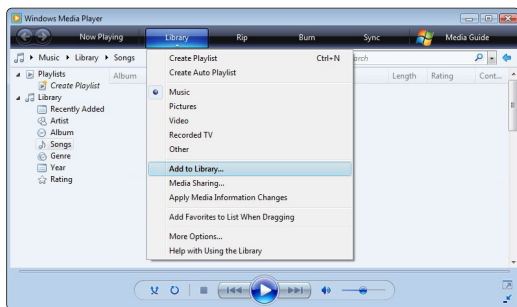 Windows Media Player
Now Playing Library Rip Burn Sync Media Guide
Music Library Songs
Playlists
Create Playlist
Library
Recently Added
Artist
Album
Songs
Genre
Year
Rating
Album
Length Rating Cont...
Create Playlist Ctrl+N
Create Auto Playlist
Music
Pictures
Video
Recorded TV
Other
Add to Library...
Media Sharing...
Apply Media Information Changes
Add Favorites to List When Dragging
More Options...
Help with Using the Library